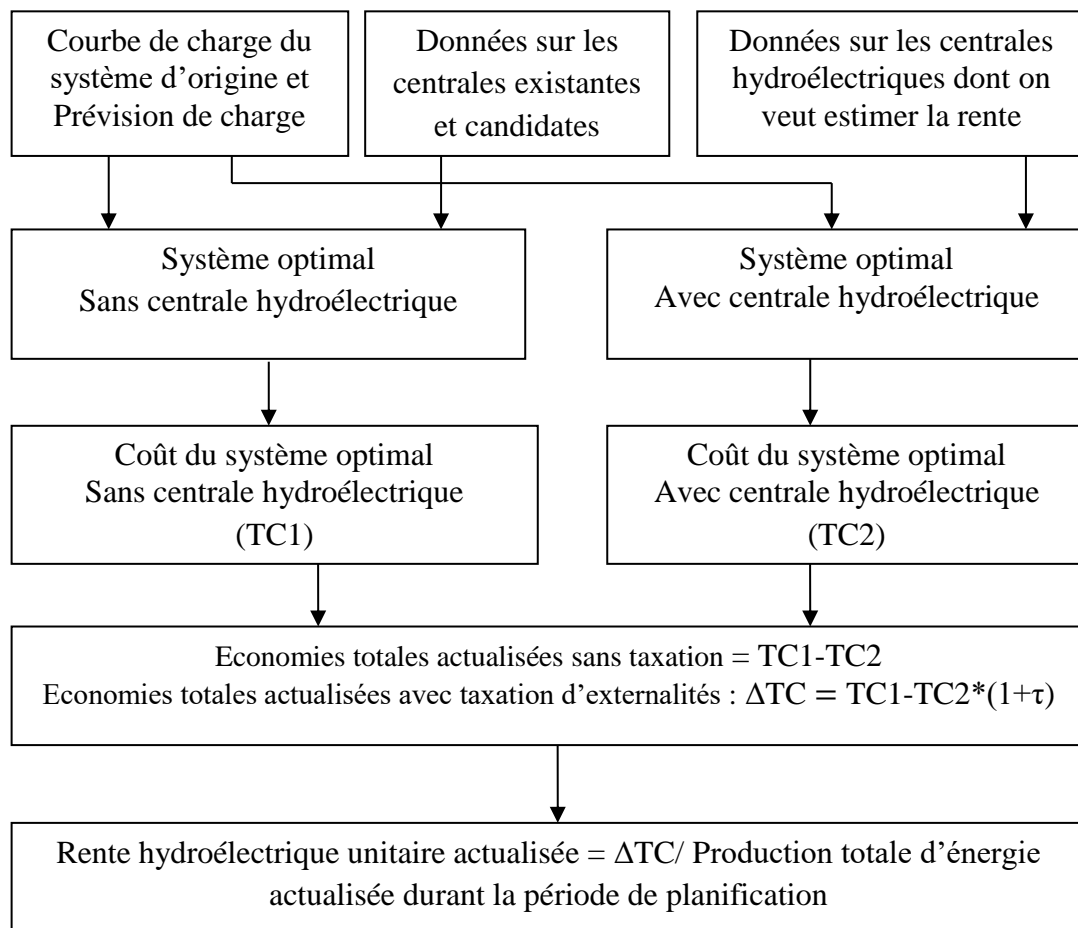 Courbe de charge du
système d’origine et
Prévision de charge
Données sur les
centrales existantes
et candidates
Données sur les centrales
hydroélectriques dont on
veut estimer la rente
Système optimal
Sans centrale hydroélectrique
Système optimal
Avec centrale hydroélectrique
Coût du système optimal
Sans centrale hydroélectrique
(TC1)
Coût du système optimal
Avec centrale hydroélectrique
(TC2)
Economies totales actualisées sans taxation = TC1-TC2
Economies totales actualisées avec taxation d’externalités : ΔTC = TC1-TC2*(1+τ)
Rente hydroélectrique unitaire actualisée = ΔTC/ Production totale d’énergie
actualisée durant la période de planification